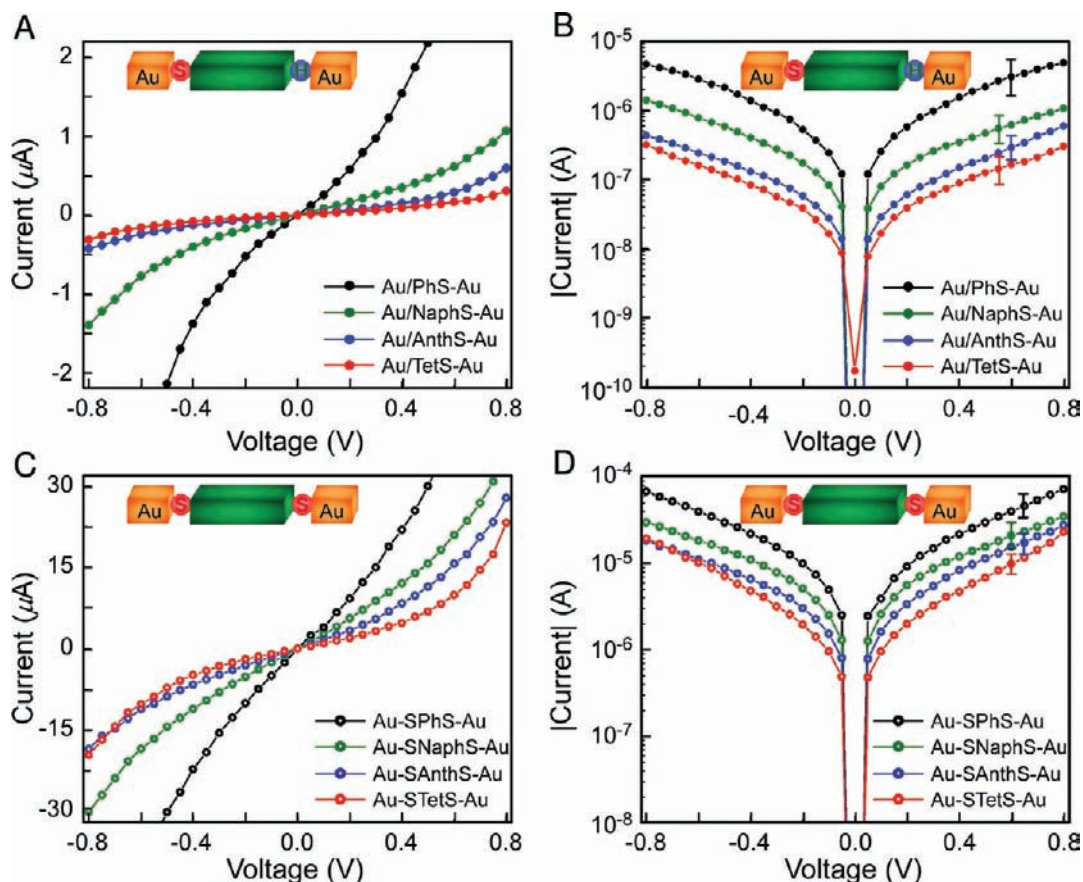 A
Au S H Au
2
1
0
-1
-2
Current (μA)
-0.8 -0.4 0.0 0.4 0.8
Voltage (V)
Au/PhS-Au
Au/NaphS-Au
Au/AnthS-Au
Au/TetS-Au
B
Au S H Au
10⁻⁵
10⁻⁶
10⁻⁷
10⁻⁸
10⁻⁹
10⁻¹⁰
|Current| (A)
-0.8 -0.4 0.0 0.4 0.8
Voltage (V)
Au/PhS-Au
Au/NaphS-Au
Au/AnthS-Au
Au/TetS-Au
C
Au S S Au
30
15
0
-15
-30
Current (μA)
-0.8 -0.4 0.0 0.4 0.8
Voltage (V)
Au-SPhS-Au
Au-SNaphS-Au
Au-SAnthS-Au
Au-STetS-Au
D
Au S S Au
10⁻⁴
10⁻⁵
10⁻⁶
10⁻⁷
10⁻⁸
|Current| (A)
-0.8 -0.4 0.0 0.4 0.8
Voltage (V)
Au-SPhS-Au
Au-SNaphS-Au
Au-SAnthS-Au
Au-STetS-Au